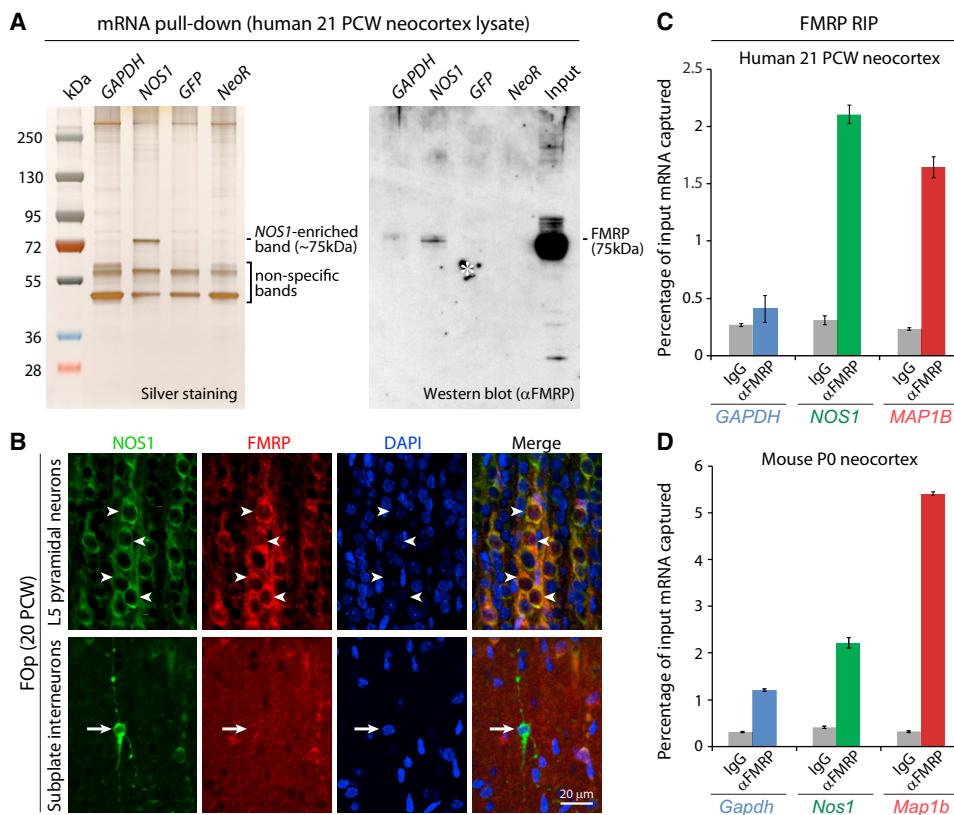 A
mRNA pull-down (human 21 PCW neocortex lysate)
kDa
GAPDH
NOS1
GFP
NeoR
250
130
95
72
55
36
28
NOS1-enriched
band (~75kDa)
non-specific
bands
Silver staining
GAPDH
NOS1
GFP
NeoR
Input
FMRP
(75kDa)
*
Western blot (αFMRP)
B
NOS1
FMRP
DAPI
Merge
FOp (20 PCW)
L5 pyramidal neurons
Subplate interneurons
20 μm
C
FMRP RIP
Human 21 PCW neocortex
Percentage of input mRNA captured
2.5
2
1.5
1
0.5
0
IgG
αFMRP
IgG
αFMRP
IgG
αFMRP
GAPDH
NOS1
MAP1B
D
Mouse P0 neocortex
Percentage of input mRNA captured
6
5
4
3
2
1
0
IgG
αFMRP
IgG
αFMRP
IgG
αFMRP
Gapdh
Nos1
Map1b